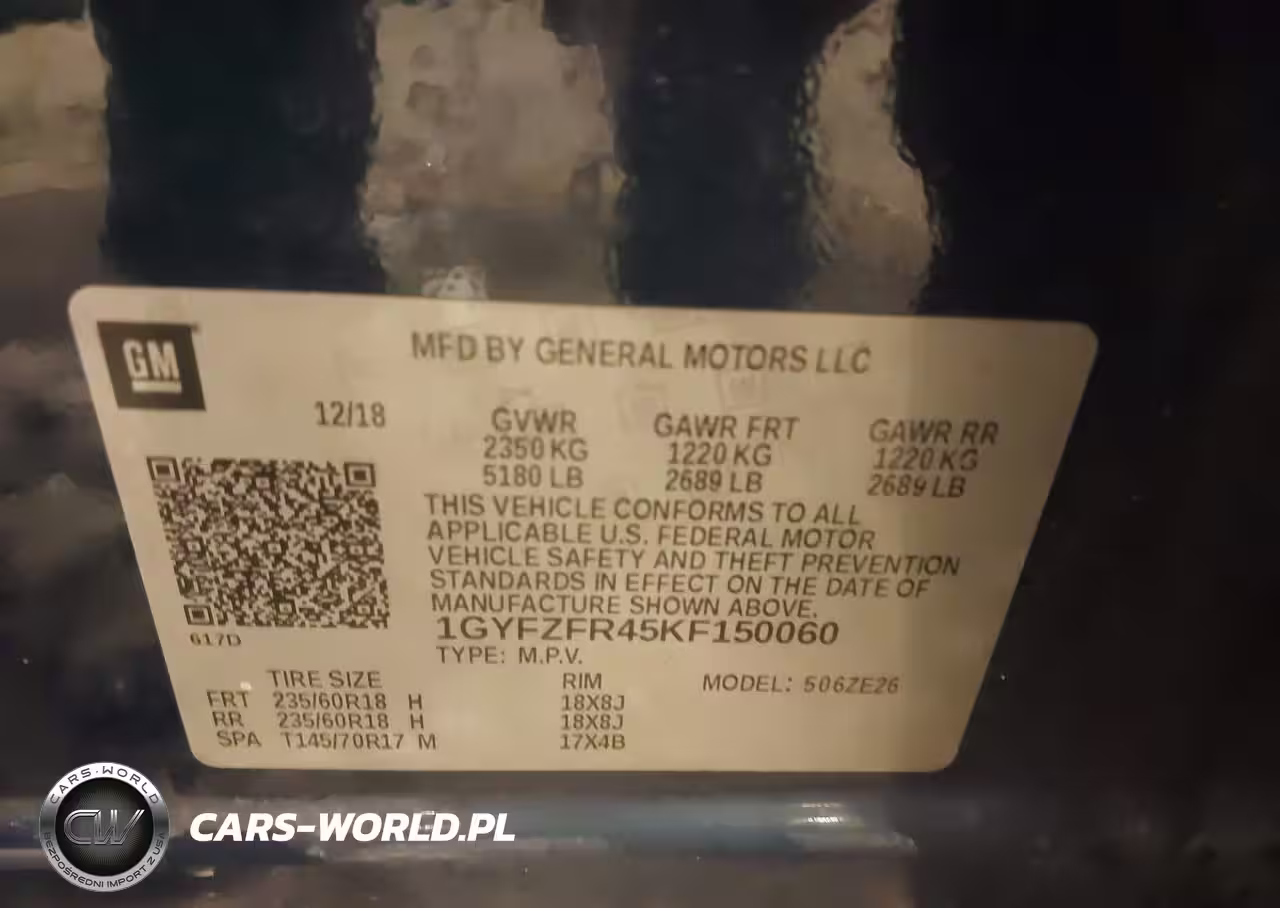 GM
MFD BY GENERAL MOTORS LLC
12/18
GVWR GAWR FRT GAWR RR
2350 KG 1220 KG 1220 KG
5180 LB 2689 LB 2689 LB
THIS VEHICLE CONFORMS TO ALL
APPLICABLE U.S. FEDERAL MOTOR
VEHICLE SAFETY AND THEFT PREVENTION
STANDARDS IN EFFECT ON THE DATE OF
MANUFACTURE SHOWN ABOVE.
617D
1GYFZFR45KF150060
TYPE: M.P.V.
TIRE SIZE RIM MODEL: 506ZE26
FRT 235/60R18 H 18X8J
RR 235/60R18 H 18X8J
SPA T145/70R17 M 17X4B
CARS-WORLD
CW
BEZPOŚREDNI IMPORT Z USA
CARS-WORLD.PL